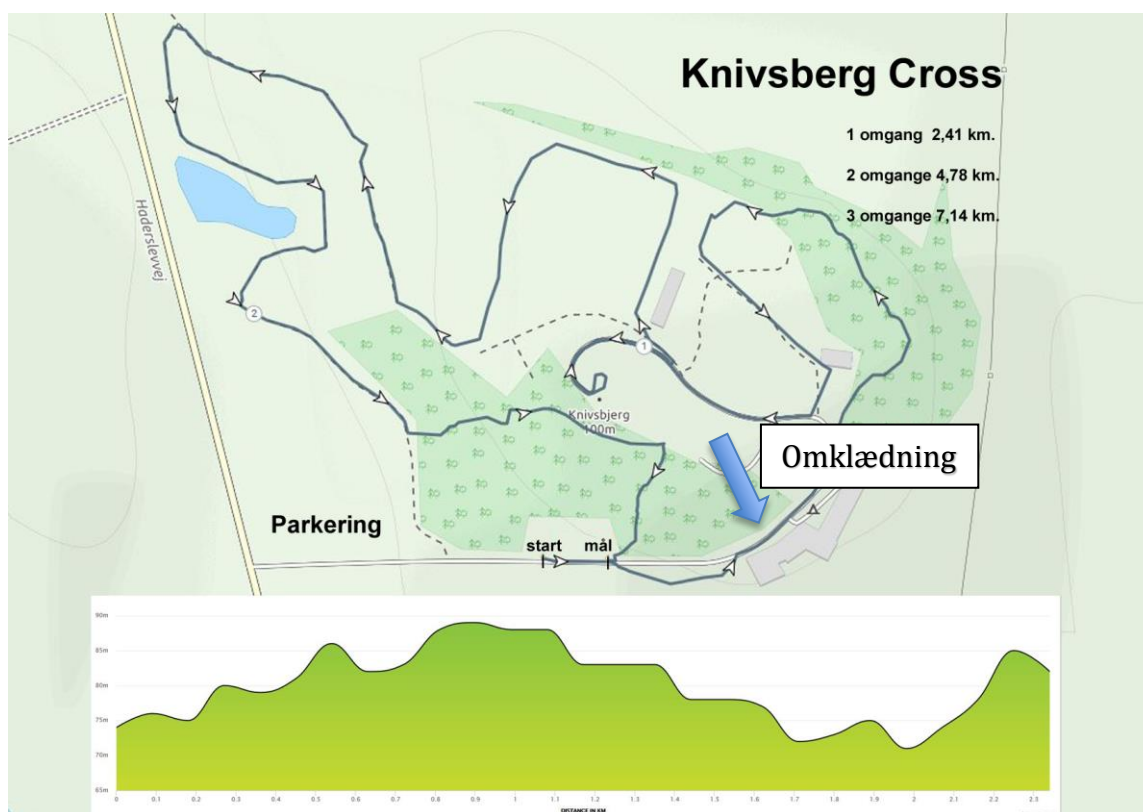 Knivsberg Cross
1 omgang 2,41 km.
2 omgange 4,78 km.
3 omgange 7,14 km.
Haderslevvej
2
1
Knivsbjerg
100m
Omklædning
Parkering
start mål
90m
85m
80m
75m
70m
65m
0 0.1 0.2 0.3 0.4 0.5 0.6 0.7 0.8 0.9 1 1.1 1.2 1.3 1.4 1.5 1.6 1.7 1.8 1.9 2 2.1 2.2 2.3
DISTANCE IN KM